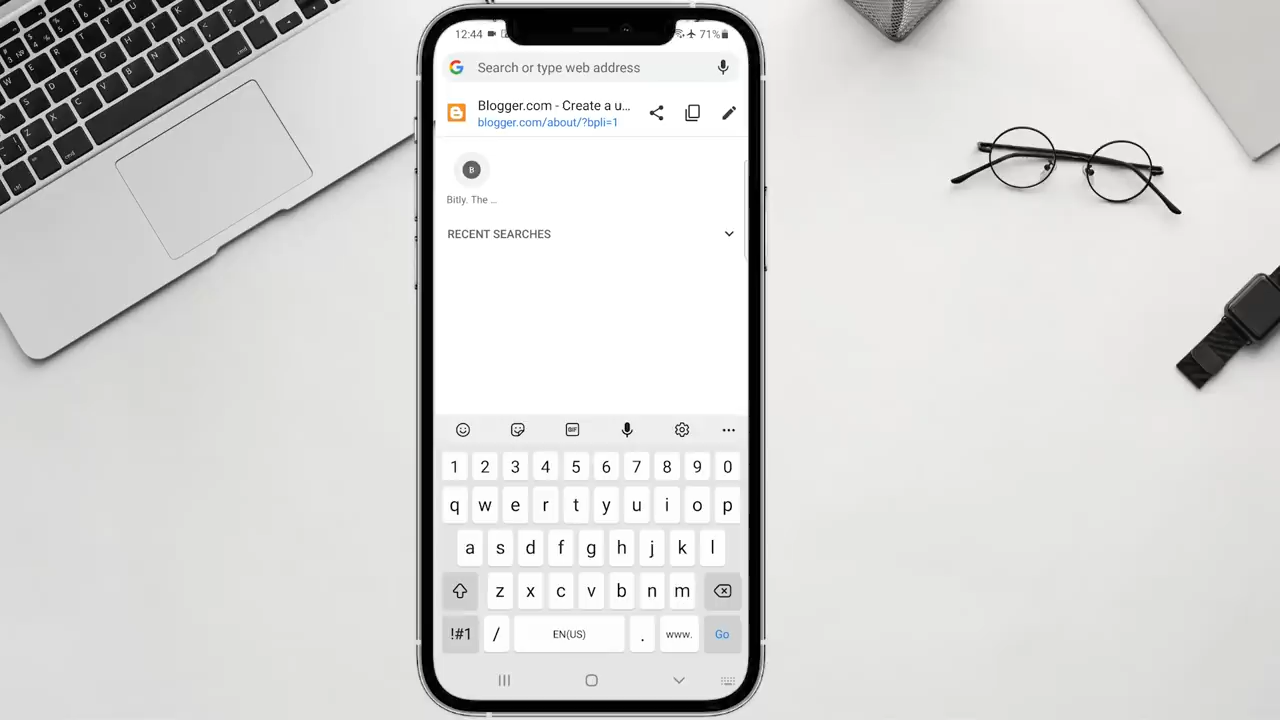 12:44
71%
Search or type web address
Blogger.com - Create a u...
blogger.com/about/?bpli=1
B
Bitly. The ...
RECENT SEARCHES
GIF
1 2 3 4 5 6 7 8 9 0
q w e r t y u i o p
a s d f g h j k l
z x c v b n m
!#1 / EN(US) . www. Go